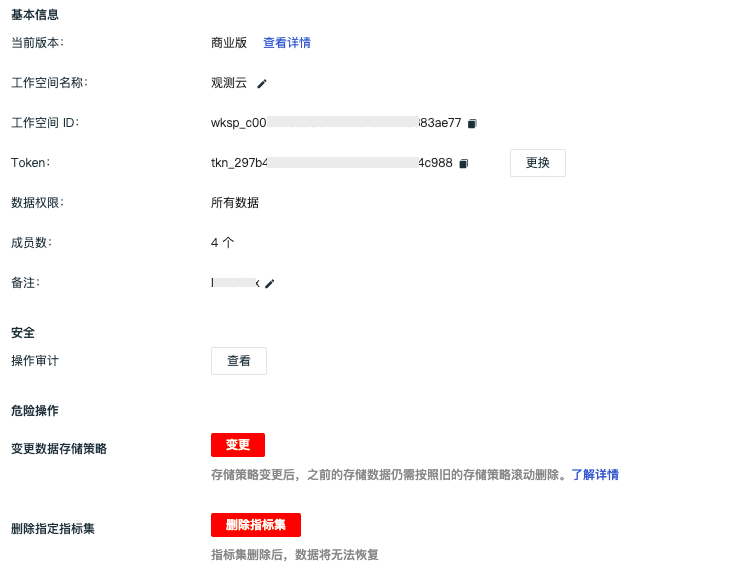 基本信息
当前版本： 商业版 查看详情
工作空间名称： 观测云
工作空间 ID： wksp_c00 83ae77
Token： tkn_297b4 4c988 更换
数据权限： 所有数据
成员数： 4 个
备注：
安全
操作审计 查看
危险操作
变更数据存储策略 变更
存储策略变更后，之前的存储数据仍需按照旧的存储策略滚动删除。了解详情
删除指定指标集 删除指标集
指标集删除后，数据将无法恢复